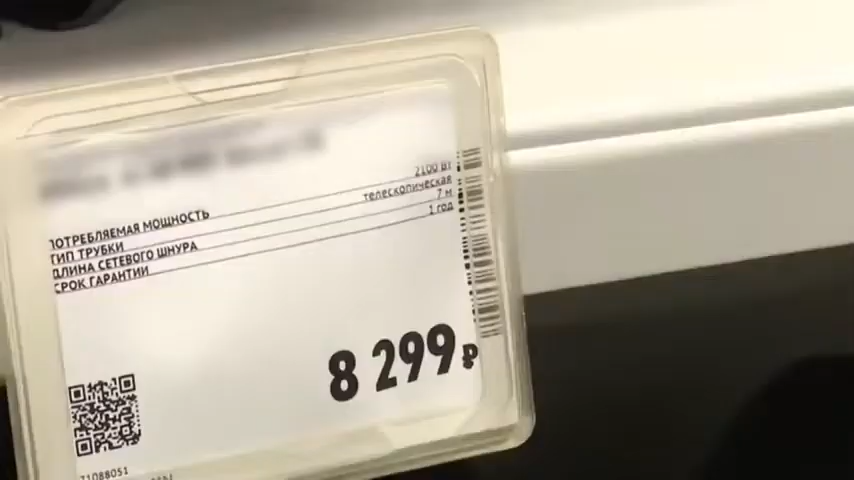 ПОТРЕБЛЯЕМАЯ МОЩНОСТЬ 2100 Вт
ТИП ТРУБКИ телескопическая
ДЛИНА СЕТЕВОГО ШНУРА 7 м
СРОК ГАРАНТИИ 1 год
8 299 ₽
71088051